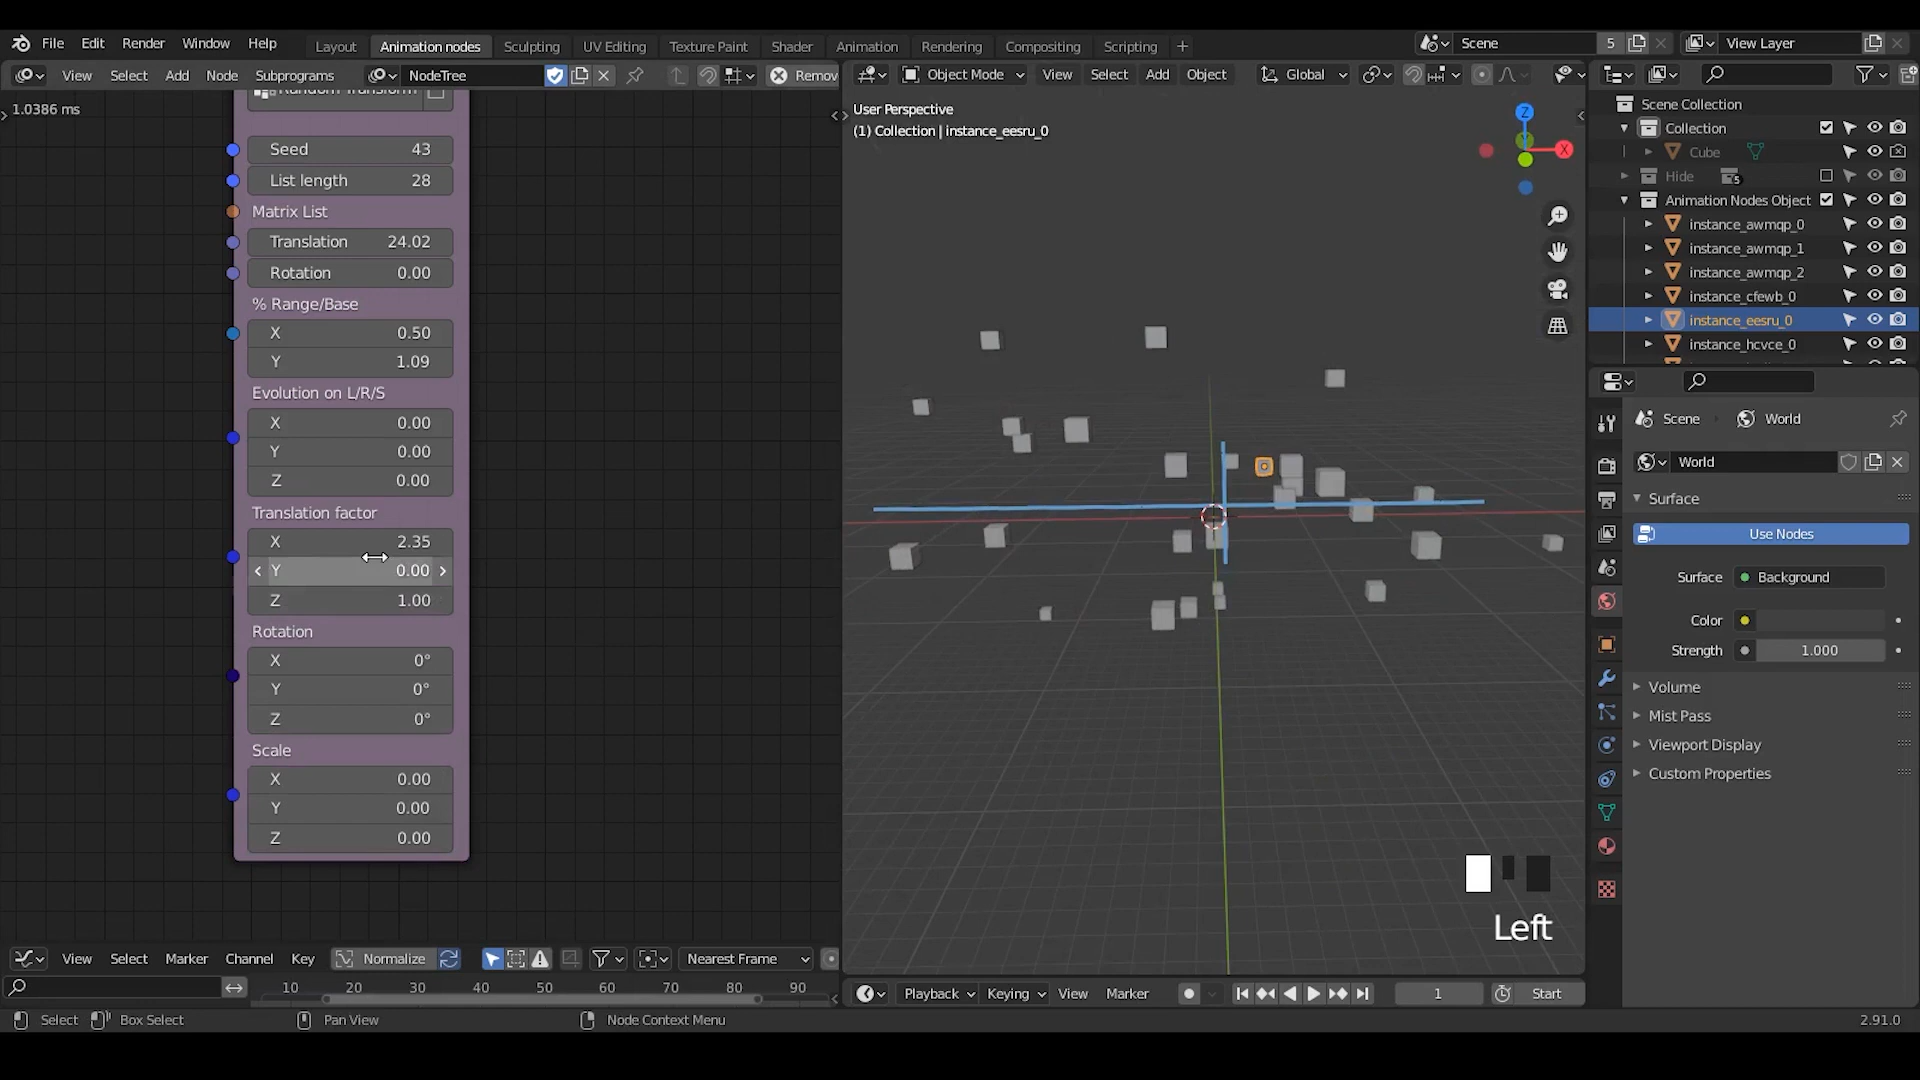 File Edit Render Window Help Layout Animation nodes Sculpting UV Editing Texture Paint Shader Animation Rendering Compositing Scripting + Scene 5 View Layer
View Select Add Node Subprograms NodeTree Remov
Object Mode View Select Add Object Global
1.0386 ms
Random Transform
Seed 43
List length 28
Matrix List
Translation 24.02
Rotation 0.00
% Range/Base
X 0.50
Y 1.09
Evolution on L/R/S
X 0.00
Y 0.00
Z 0.00
Translation factor
X 2.35
Y 0.00
Z 1.00
Rotation
X 0°
Y 0°
Z 0°
Scale
X 0.00
Y 0.00
Z 0.00
User Perspective
(1) Collection | instance_eesru_0
Z
Y
X
Left
Scene Collection
Collection
Cube
Hide 5
Animation Nodes Object
instance_awmqp_0
instance_awmqp_1
instance_awmqp_2
instance_cfewb_0
instance_eesru_0
instance_hcvce_0
Scene World
World
Surface
Use Nodes
Surface Background
Color
Strength 1.000
Volume
Mist Pass
Viewport Display
Custom Properties
View Select Marker Channel Key Normalize Nearest Frame
10 20 30 40 50 60 70 80 90
Playback Keying View Marker 1 Start
Select Box Select Pan View Node Context Menu 2.91.0